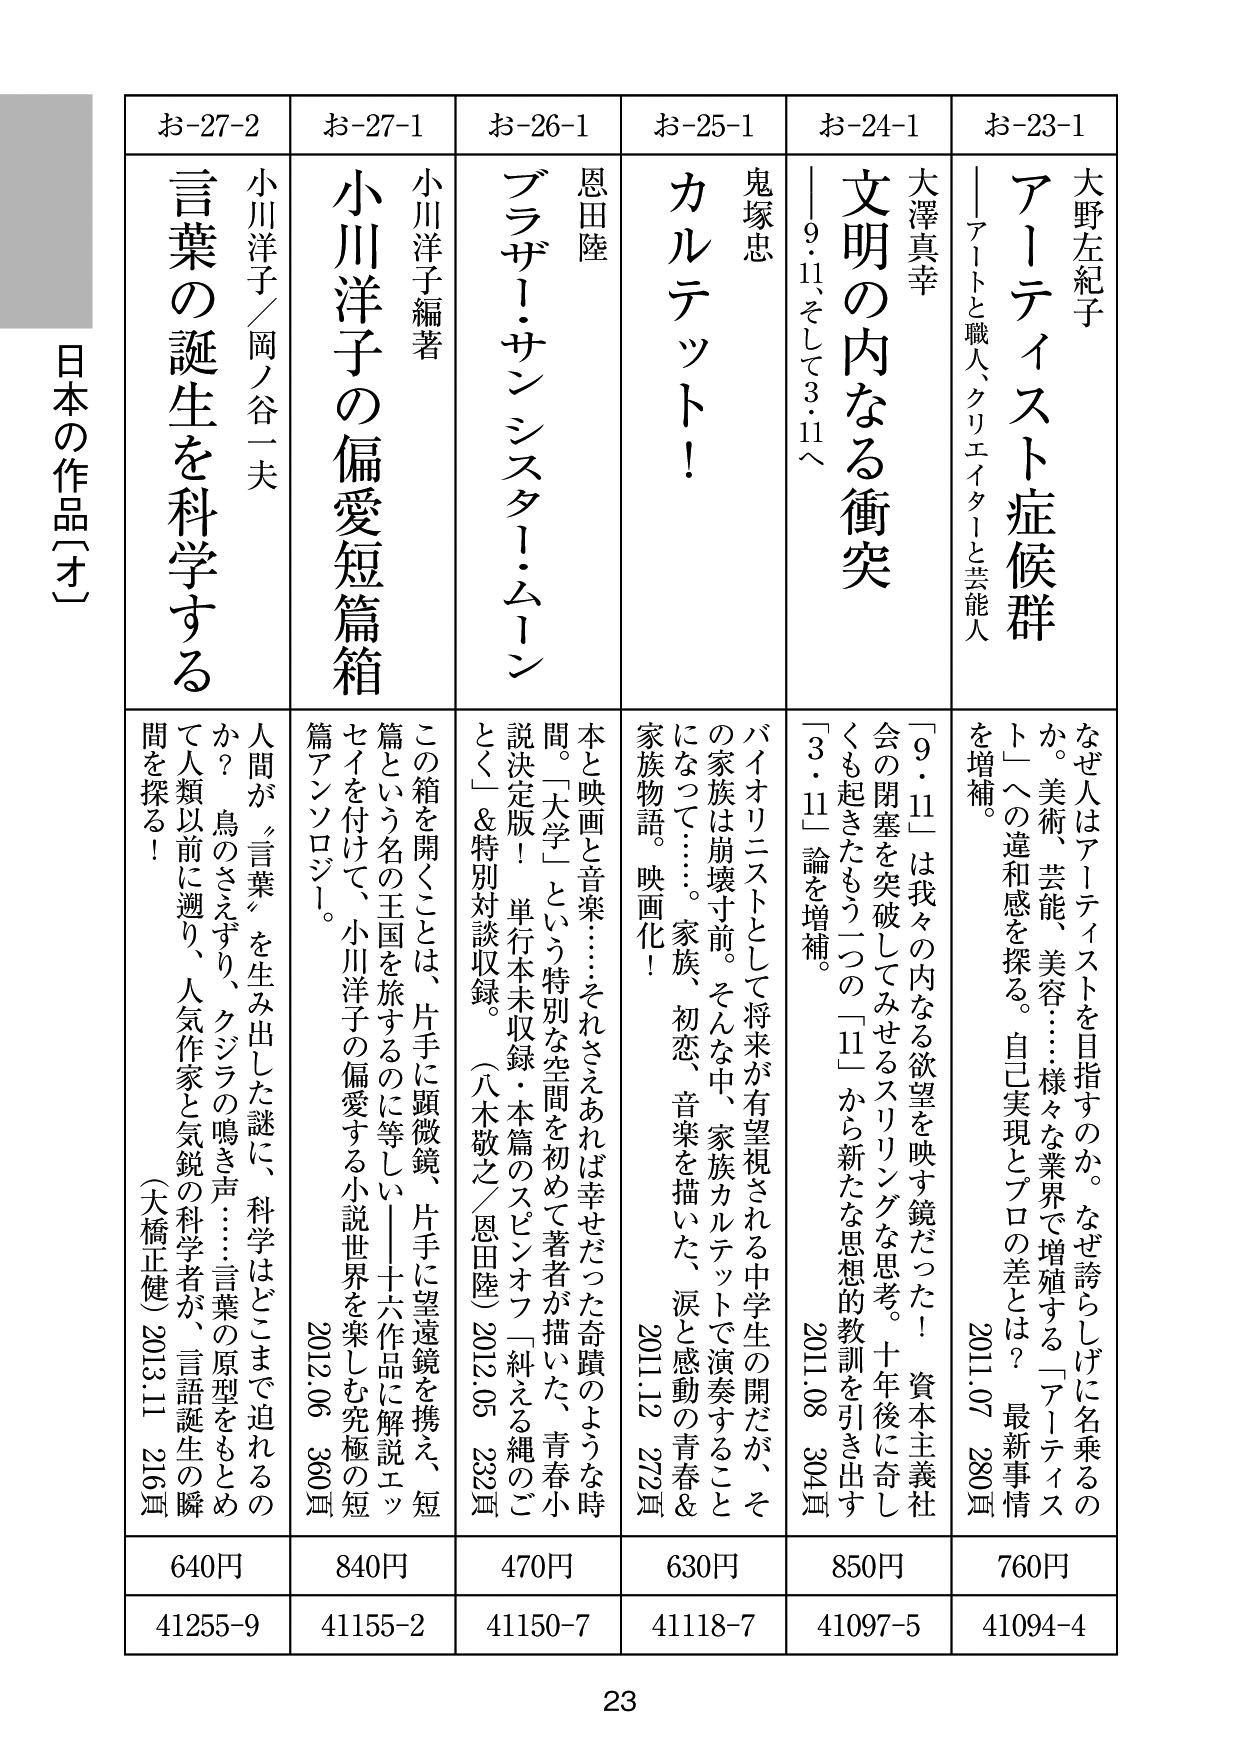 お-23-1
大野左紀子
アーティスト症候群
――アートと職人、クリエイターと芸能人
なぜ人はアーティストを目指すのか。なぜ誇らしげに名乗るの
か。美術、芸能、美容……様々な業界で増殖する「アーティス
ト」への違和感を探る。自己実現とプロの差とは？　最新事情
を増補。　2011.07　280頁
760円
41094-4
お-24-1
大澤真幸
文明の内なる衝突
――9・11、そして3・11へ
「9・11」は我々の内なる欲望を映す鏡だった！　資本主義社
会の閉塞を突破してみせるスリリングな思考。十年後に奇し
くも起きたもう一つの「11」から新たな思想的教訓を引き出す
「3・11」論を増補。　2011.08　304頁
850円
41097-5
お-25-1
鬼塚忠
カルテット！
バイオリニストとして将来が有望視される中学生の開だが、そ
の家族は崩壊寸前。そんな中、家族カルテットで演奏すること
になって……。家族、初恋、音楽を描いた、涙と感動の青春＆
家族物語。映画化！　2011.12　272頁
630円
41118-7
お-26-1
恩田陸
ブラザー・サン シスター・ムーン
本と映画と音楽……それさえあれば幸せだった奇蹟のような時
間。「大学」という特別な空間を初めて著者が描いた、青春小
説決定版！　単行本未収録・本篇のスピンオフ「糾える縄のご
とく」＆特別対談収録。　（八木敬之／恩田陸）2012.05　232頁
470円
41150-7
お-27-1
小川洋子編著
小川洋子の偏愛短篇箱
この箱を開くことは、片手に顕微鏡、片手に望遠鏡を携え、短
篇という名の王国を旅するのに等しい――十六作品に解説エッ
セイを付けて、小川洋子の偏愛する小説世界を楽しむ究極の短
篇アンソロジー。　2012.06　360頁
840円
41155-2
お-27-2
小川洋子／岡ノ谷一夫
言葉の誕生を科学する
人間が〝言葉〟を生み出した謎に、科学はどこまで迫れるの
か？　鳥のさえずり、クジラの鳴き声……言葉の原型をもとめ
て人類以前に遡り、人気作家と気鋭の科学者が、言語誕生の瞬
間を探る！　（大橋正健）2013.11　216頁
640円
41255-9
日本の作品〔オ〕
23